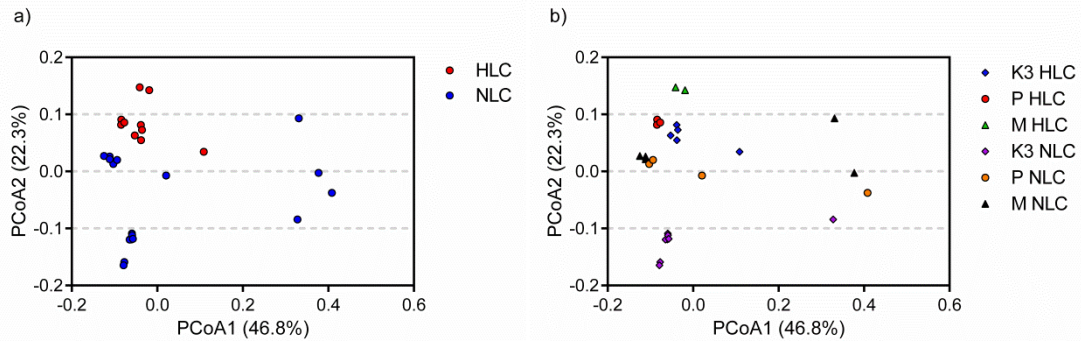 a)
0.2
0.1
0.0
-0.1
-0.2
PCoA2 (22.3%)
-0.2
0.0
0.2
0.4
0.6
PCoA1 (46.8%)
HLC
NLC
b)
0.2
0.1
0.0
-0.1
-0.2
PCoA2 (22.3%)
-0.2
0.0
0.2
0.4
0.6
PCoA1 (46.8%)
K3 HLC
P HLC
M HLC
K3 NLC
P NLC
M NLC